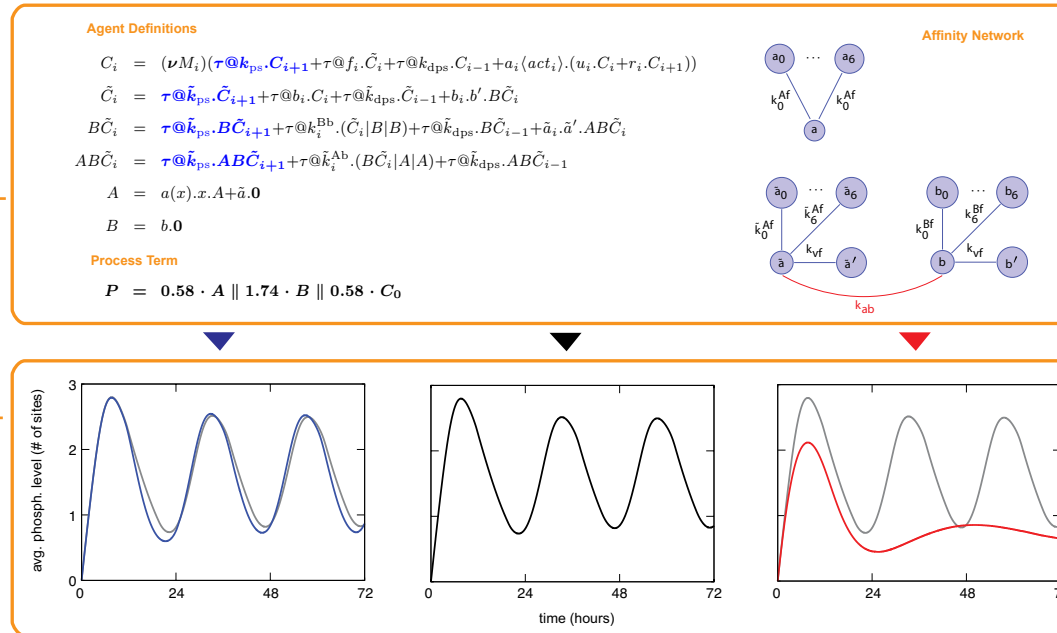 Agent Definitions
C_i = (νM_i)(τ@k_ps.C_{i+1}+τ@f_i.C̃_i+τ@k_dps.C_{i−1}+a_i⟨act_i⟩.(u_i.C_i+r_i.C_{i+1}))
C̃_i = τ@k̃_ps.C̃_{i+1}+τ@b_i.C_i+τ@k̃_dps.C̃_{i−1}+b_i.b′.BC̃_i
BC̃_i = τ@k̃_ps.BC̃_{i+1}+τ@k_i^{Bb}.(C̃_i|B|B)+τ@k̃_dps.BC̃_{i−1}+ã_i.ã′.ABC̃_i
ABC̃_i = τ@k̃_ps.ABC̃_{i+1}+τ@k̃_i^{Ab}.(BC̃_i|A|A)+τ@k̃_dps.ABC̃_{i−1}
A = a(x).x.A+ã.0
B = b.0
Process Term
P = 0.58 · A ∥ 1.74 · B ∥ 0.58 · C_0
Affinity Network
a_0 ··· a_6
k_0^{Af} k_0^{Af}
a
ã_0 ··· ã_6 b_0 ··· b_6
k̃_0^{Af} k̃_6^{Af} k_0^{Bf} k_6^{Bf}
k_vf k_vf
ã ã′ b b′
k_ab
avg. phosph. level (# of sites)
3
2
1
0
0 24 48 72
0 24 48 72
0 24 48 7
time (hours)